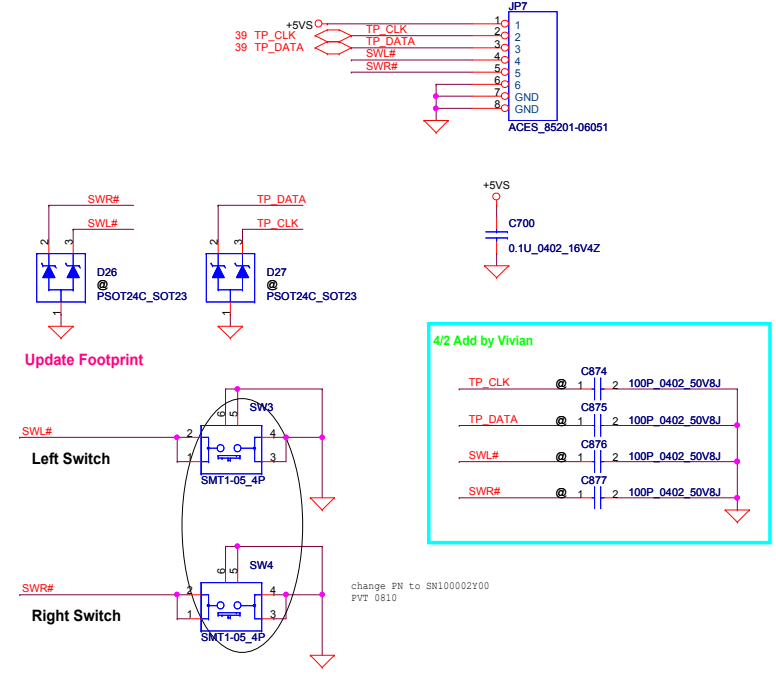 JP7
+5VS
1 1
39 TP_CLK TP_CLK 2 2
39 TP_DATA TP_DATA 3 3
SWL# 4 4
SWR# 5 5
6 6
7 GND
8 GND
ACES_85201-06051
SWR#
SWL#
2 3
D26
@
PSOT24C_SOT23
1
TP_DATA
TP_CLK
2 3
D27
@
PSOT24C_SOT23
1
+5VS
C700
0.1U_0402_16V4Z
Update Footprint
4/2 Add by Vivian
C874
TP_CLK @ 1 2 100P_0402_50V8J
C875
TP_DATA @ 1 2 100P_0402_50V8J
C876
SWL# @ 1 2 100P_0402_50V8J
C877
SWR# @ 1 2 100P_0402_50V8J
SW3
6 5
SWL# 2 4
1 3
Left Switch
SMT1-05_4P
SW4
6 5
SWR# 2 4
1 3
Right Switch
SMT1-05_4P
change PN to SN100002Y00
PVT 0810